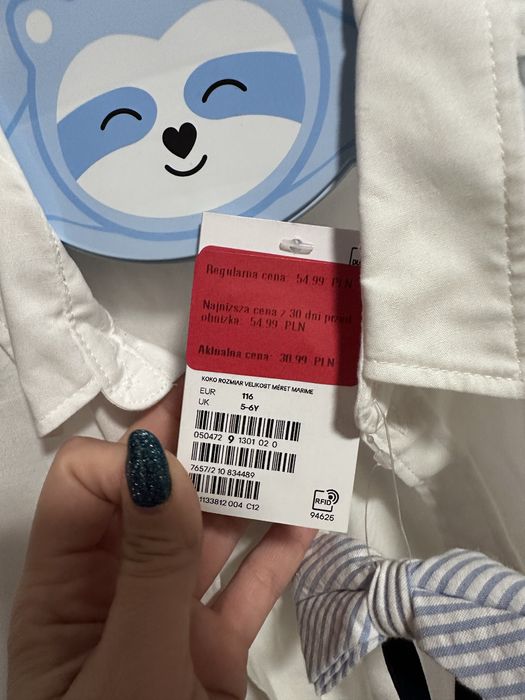 Regularna cena: 54.99 PLN
Najniższa cena z 30 dni przed
obniżką: 54.99 PLN
Aktualna cena: 30.99 PLN
KOKO ROZMIAR VELIKOST MÉRET MARIME
EUR 116
UK 5-6Y
050472 9 1301 02 0
7657/2 10 834489
1133812 004 C12
RFID
94625